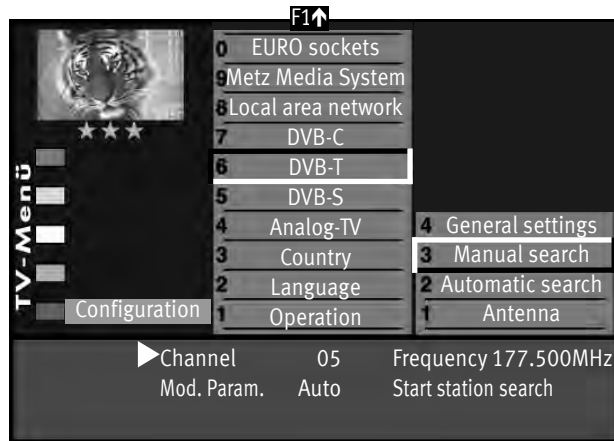 F1↑
0 EURO sockets
9 Metz Media System
8 Local area network
7 DVB-C
6 DVB-T
5 DVB-S
4 Analog-TV
3 Country
2 Language
1 Operation
TV-Menü
Configuration
4 General settings
3 Manual search
2 Automatic search
1 Antenna
Channel 05 Frequency 177.500MHz
Mod. Param. Auto Start station search